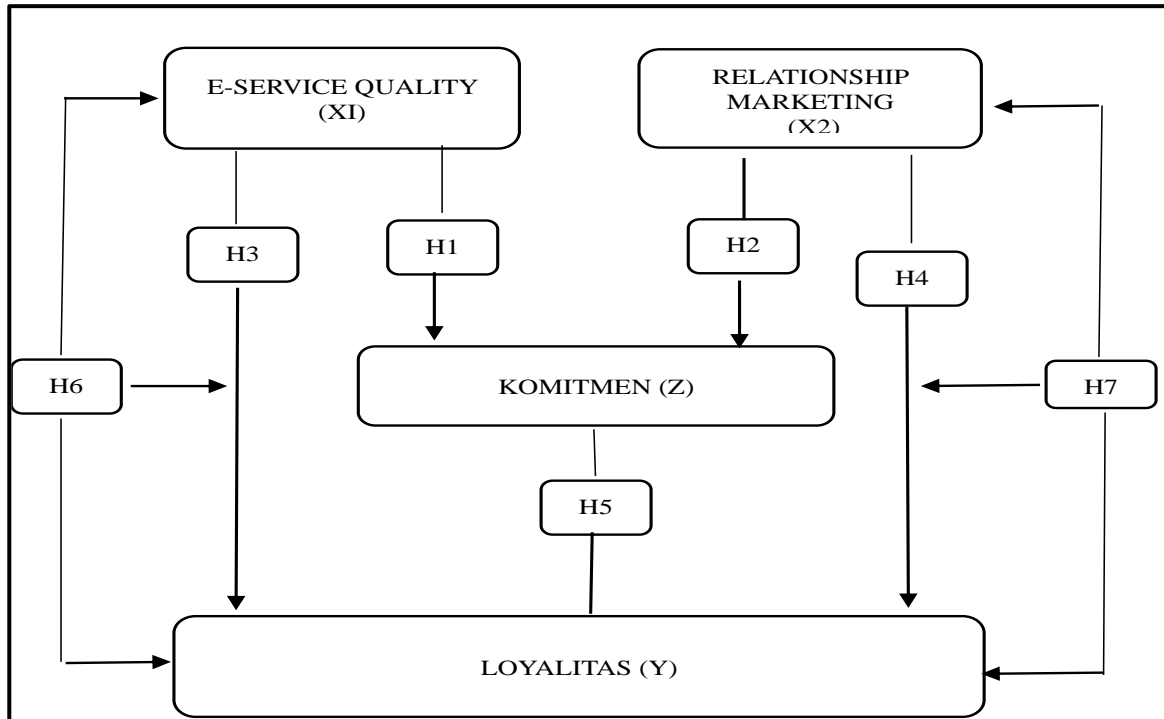 E-SERVICE QUALITY
(XI)
RELATIONSHIP
MARKETING
(X2)
H3
H1
H2
H4
H6
KOMITMEN (Z)
H7
H5
LOYALITAS (Y)